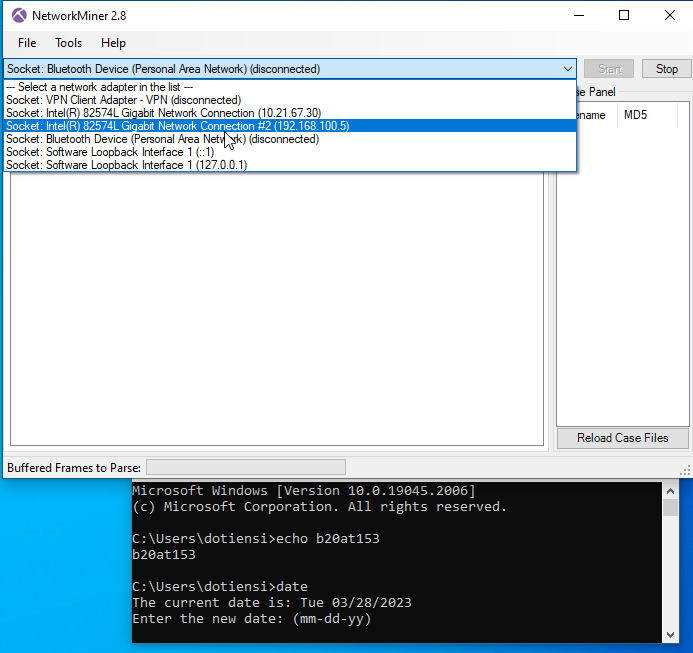 NetworkMiner 2.8
File Tools Help
Socket: Bluetooth Device (Personal Area Network) (disconnected)
Start Stop
--- Select a network adapter in the list ---
Socket: VPN Client Adapter - VPN (disconnected)
Socket: Intel(R) 82574L Gigabit Network Connection (10.21.67.30)
Socket: Intel(R) 82574L Gigabit Network Connection #2 (192.168.100.5)
Socket: Bluetooth Device (Personal Area Network) (disconnected)
Socket: Software Loopback Interface 1 (::1)
Socket: Software Loopback Interface 1 (127.0.0.1)
se Panel
ename MD5
Reload Case Files
Buffered Frames to Parse:
Microsoft Windows [Version 10.0.19045.2006]
(c) Microsoft Corporation. All rights reserved.
C:\Users\dotiensi>echo b20at153
b20at153
C:\Users\dotiensi>date
The current date is: Tue 03/28/2023
Enter the new date: (mm-dd-yy)